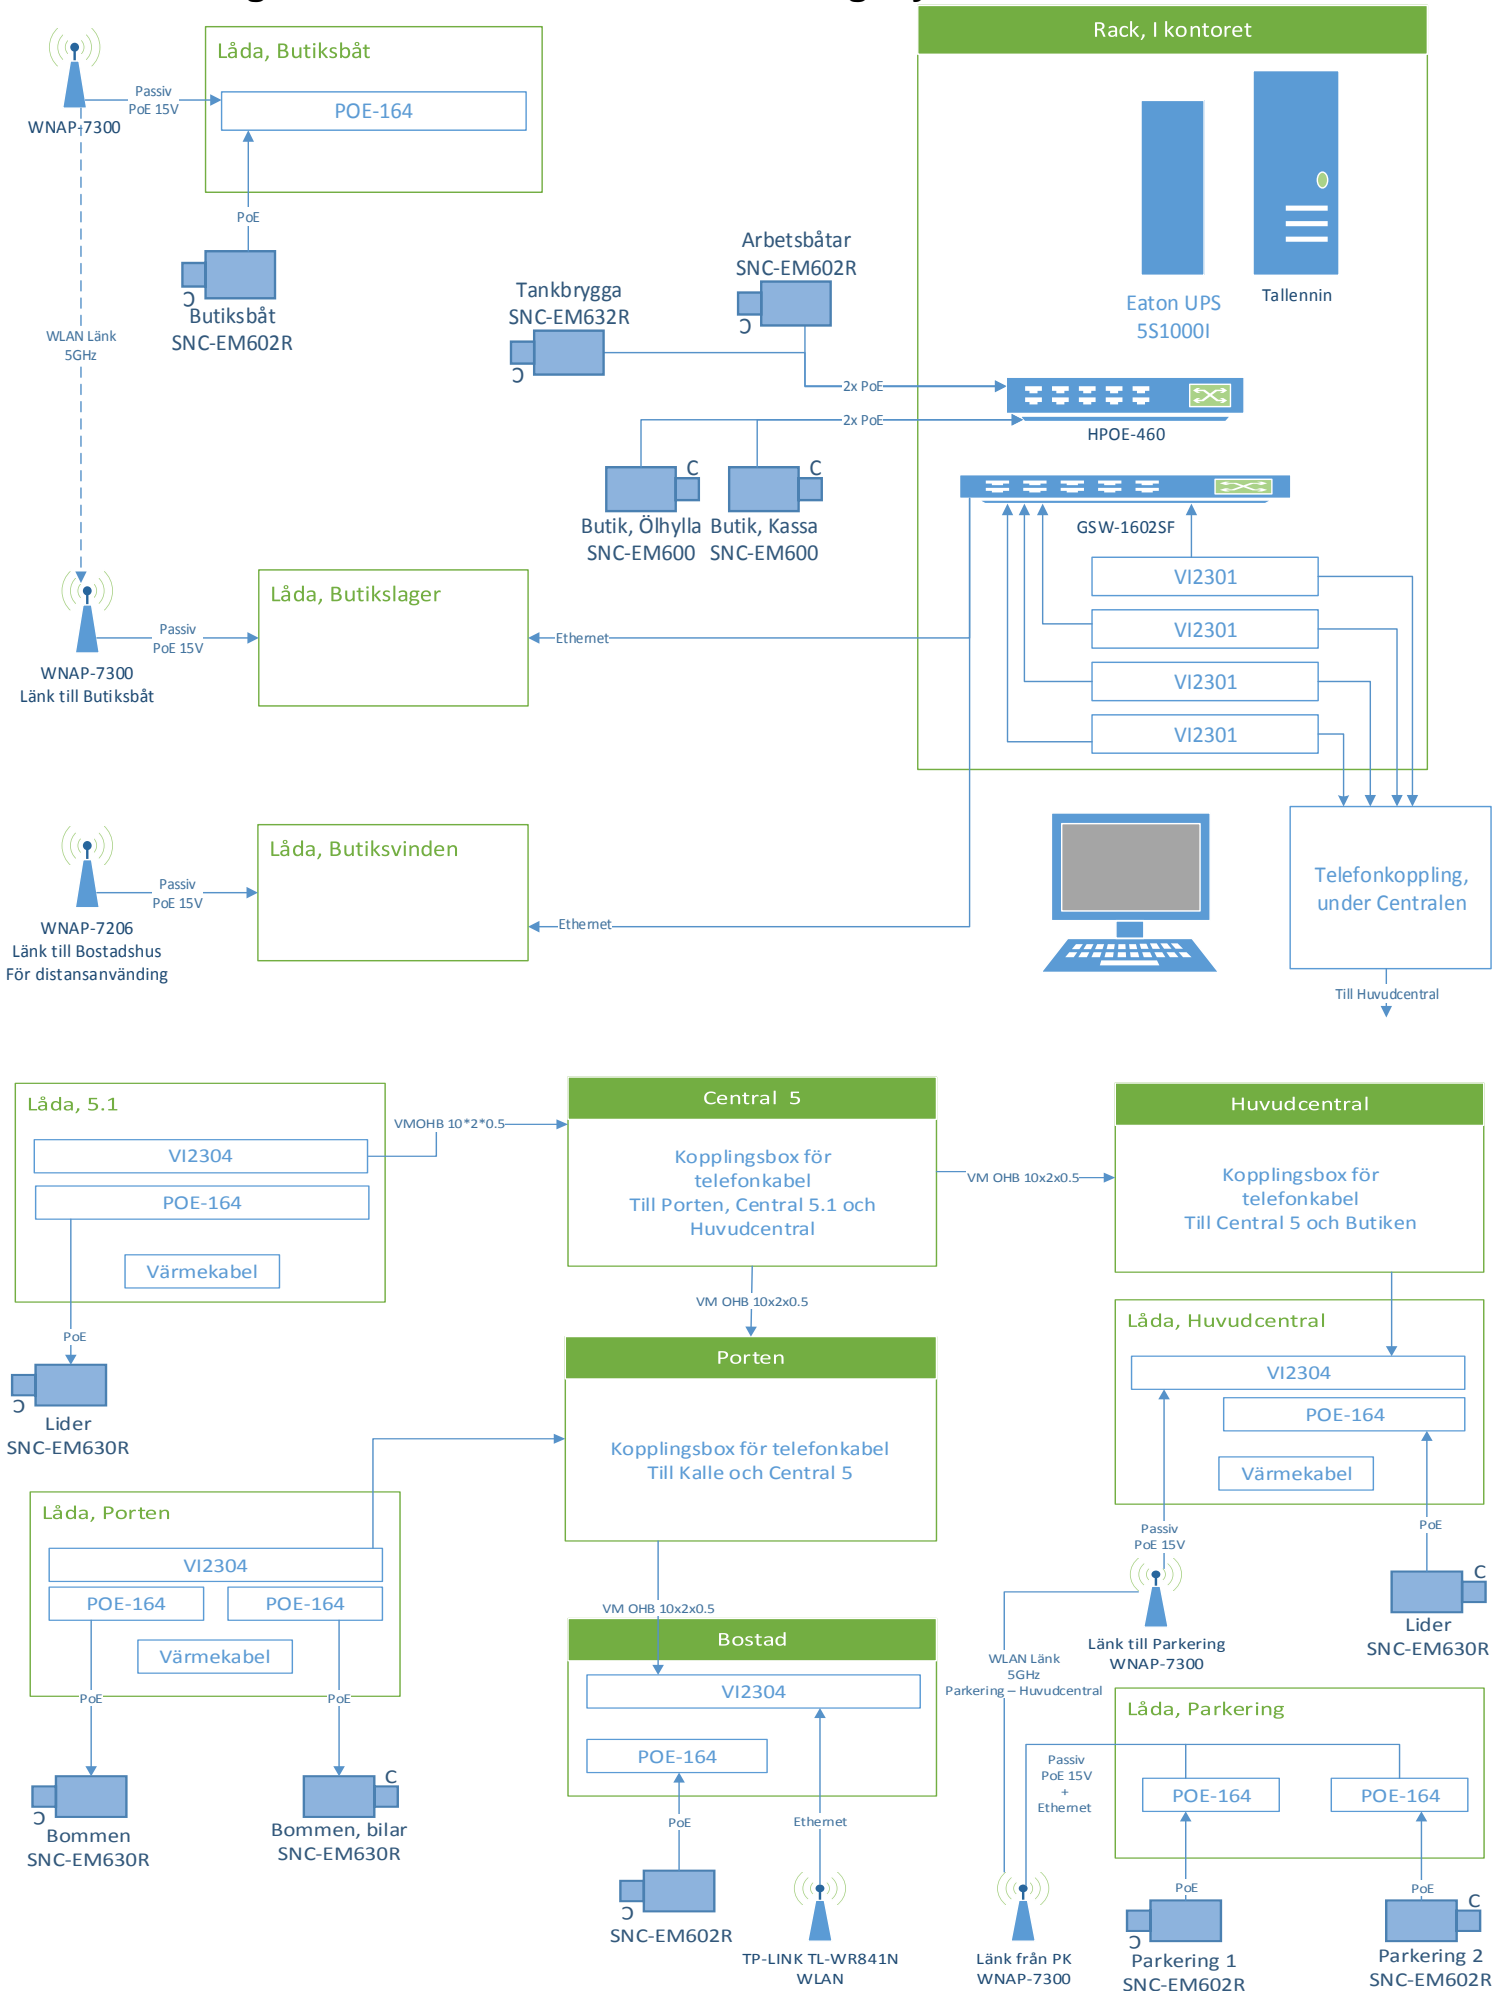 Rack, I kontoret
Låda, Butiksbåt
POE-164
Passiv
PoE 15V
WNAP-7300
PoE
Butiksbåt
SNC-EM602R
WLAN Länk
5GHz
Arbetsbåtar
SNC-EM602R
Tankbrygga
SNC-EM632R
Eaton UPS
5S1000I
Tallennin
2x PoE
2x PoE
HPOE-460
C
C
C
C
C
Butik, Ölhylla
SNC-EM600
Butik, Kassa
SNC-EM600
GSW-1602SF
VI2301
VI2301
VI2301
VI2301
Låda, Butikslager
Passiv
PoE 15V
Ethernet
WNAP-7300
Länk till Butiksbåt
Låda, Butiksvinden
Passiv
PoE 15V
Ethernet
WNAP-7206
Länk till Bostadshus
För distansanvänding
Telefonkoppling,
under Centralen
Till Huvudcentral
Låda, 5.1
VI2304
POE-164
Värmekabel
VMOHB 10*2*0.5
PoE
C
Lider
SNC-EM630R
Central 5
Kopplingsbox för
telefonkabel
Till Porten, Central 5.1 och
Huvudcentral
VM OHB 10x2x0.5
VM OHB 10x2x0.5
Huvudcentral
Kopplingsbox för
telefonkabel
Till Central 5 och Butiken
Låda, Huvudcentral
VI2304
POE-164
Värmekabel
Passiv
PoE 15V
PoE
C
Lider
SNC-EM630R
Länk till Parkering
WNAP-7300
Porten
Kopplingsbox för telefonkabel
Till Kalle och Central 5
VM OHB 10x2x0.5
Låda, Porten
VI2304
POE-164
POE-164
Värmekabel
PoE
PoE
C
C
Bommen
SNC-EM630R
Bommen, bilar
SNC-EM630R
Bostad
VI2304
POE-164
PoE
Ethernet
C
SNC-EM602R
TP-LINK TL-WR841N
WLAN
WLAN Länk
5GHz
Parkering – Huvudcentral
Passiv
PoE 15V
+
Ethernet
Länk från PK
WNAP-7300
Låda, Parkering
POE-164
POE-164
PoE
PoE
C
C
Parkering 1
SNC-EM602R
Parkering 2
SNC-EM602R